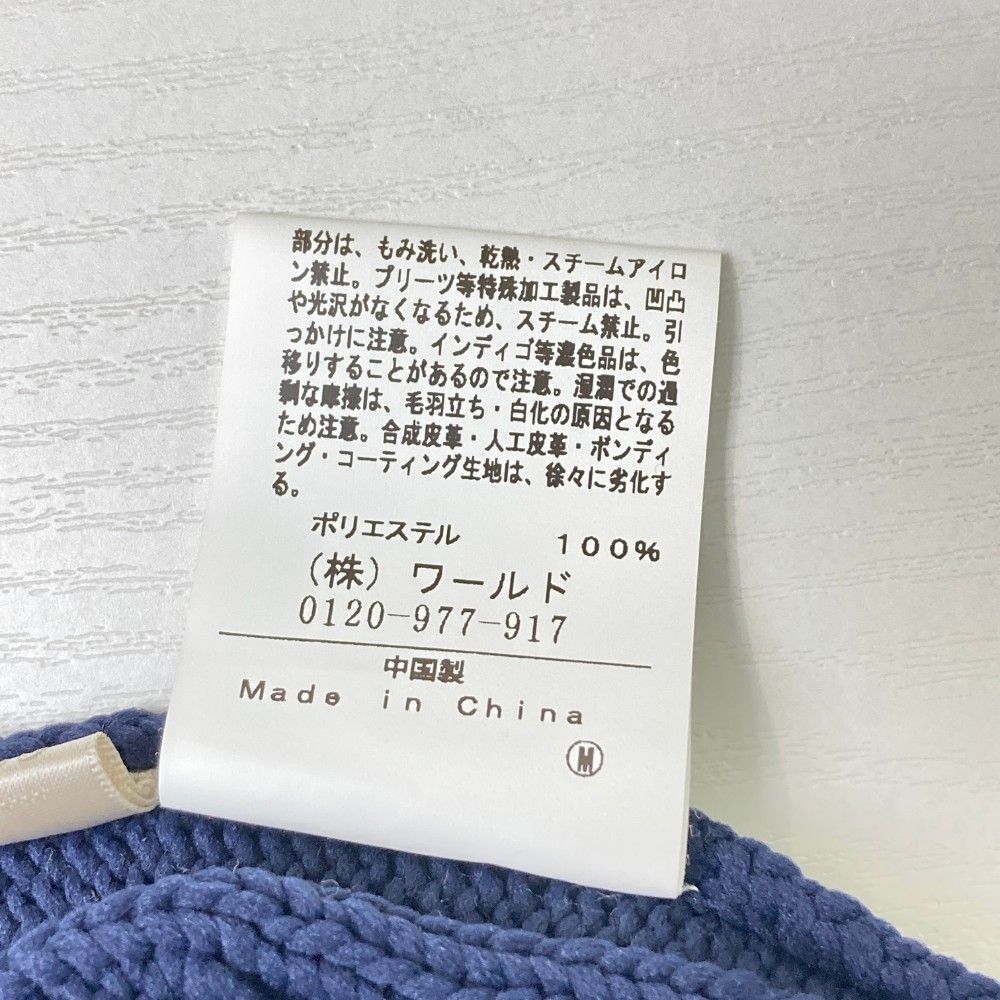 部分は、もみ洗い、乾熱・スチームアイロ
ン禁止。プリーツ等特殊加工製品は、凹凸
や光沢がなくなるため、スチーム禁止。引
っかけに注意。インディゴ等濃色品は、色
移りすることがあるので注意。湿潤での過
剰な摩擦は、毛羽立ち・白化の原因となる
ため注意。合成皮革・人工皮革・ボンディ
ング・コーティング生地は、徐々に劣化す
る。
ポリエステル 100%
(株) ワールド
0120-977-917
中国製
Made in China
M